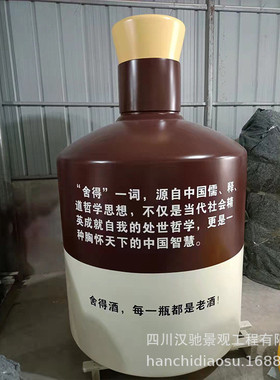 “舍得”一词，源自中国儒、释、
道哲学思想，不仅是当代社会精
英成就自我的处世哲学，更是一
种胸怀天下的中国智慧。
舍得酒，每一瓶都是老酒！
四川汉驰景观工程有限
hanchidiaosu.1688